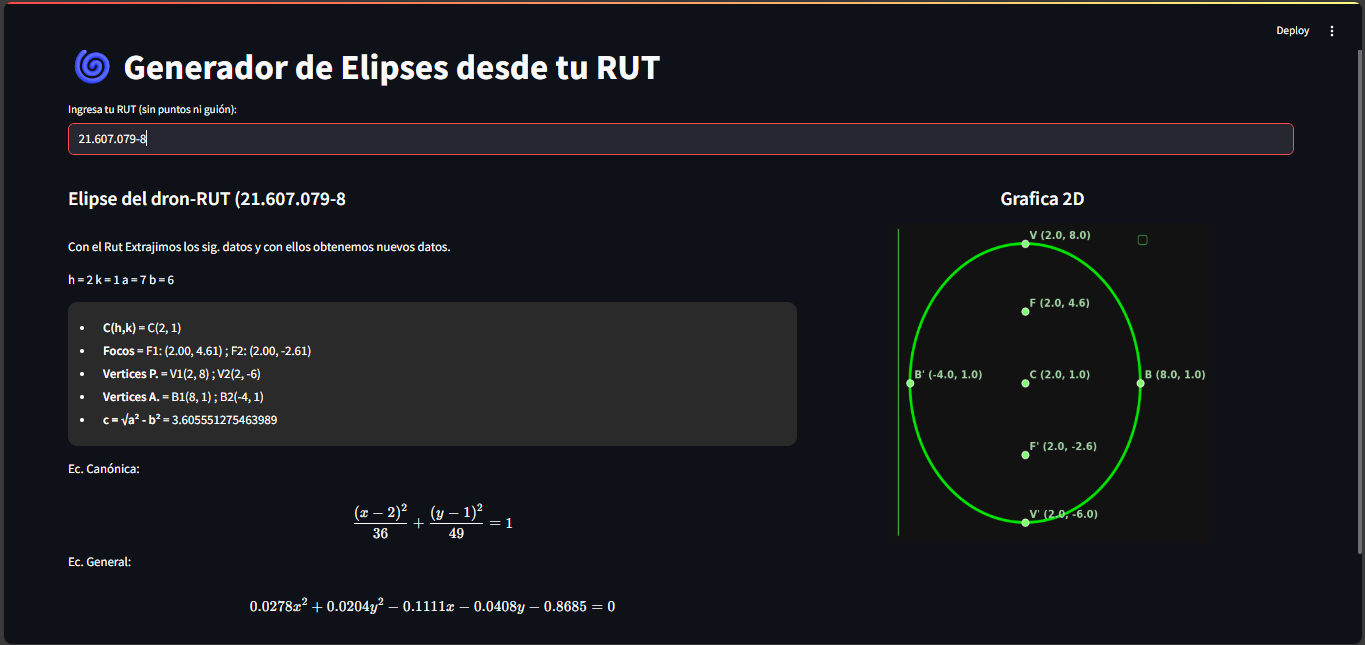 Deploy
Generador de Elipses desde tu RUT
Ingresa tu RUT (sin puntos ni guión):
21.607.079-8
Elipse del dron-RUT (21.607.079-8
Con el Rut Extrajimos los sig. datos y con ellos obtenemos nuevos datos.
h = 2 k = 1 a = 7 b = 6
• C(h,k) = C(2, 1)
• Focos = F1: (2.00, 4.61) ; F2: (2.00, -2.61)
• Vertices P. = V1(2, 8) ; V2(2, -6)
• Vertices A. = B1(8, 1) ; B2(-4, 1)
• c = √a² - b² = 3.605551275463989
Ec. Canónica:
(x − 2)²/36 + (y − 1)²/49 = 1
Ec. General:
0.0278x² + 0.0204y² − 0.1111x − 0.0408y − 0.8685 = 0
Grafica 2D
V (2.0, 8.0)
F (2.0, 4.6)
B' (-4.0, 1.0)
C (2.0, 1.0)
B (8.0, 1.0)
F' (2.0, -2.6)
V' (2.0, -6.0)